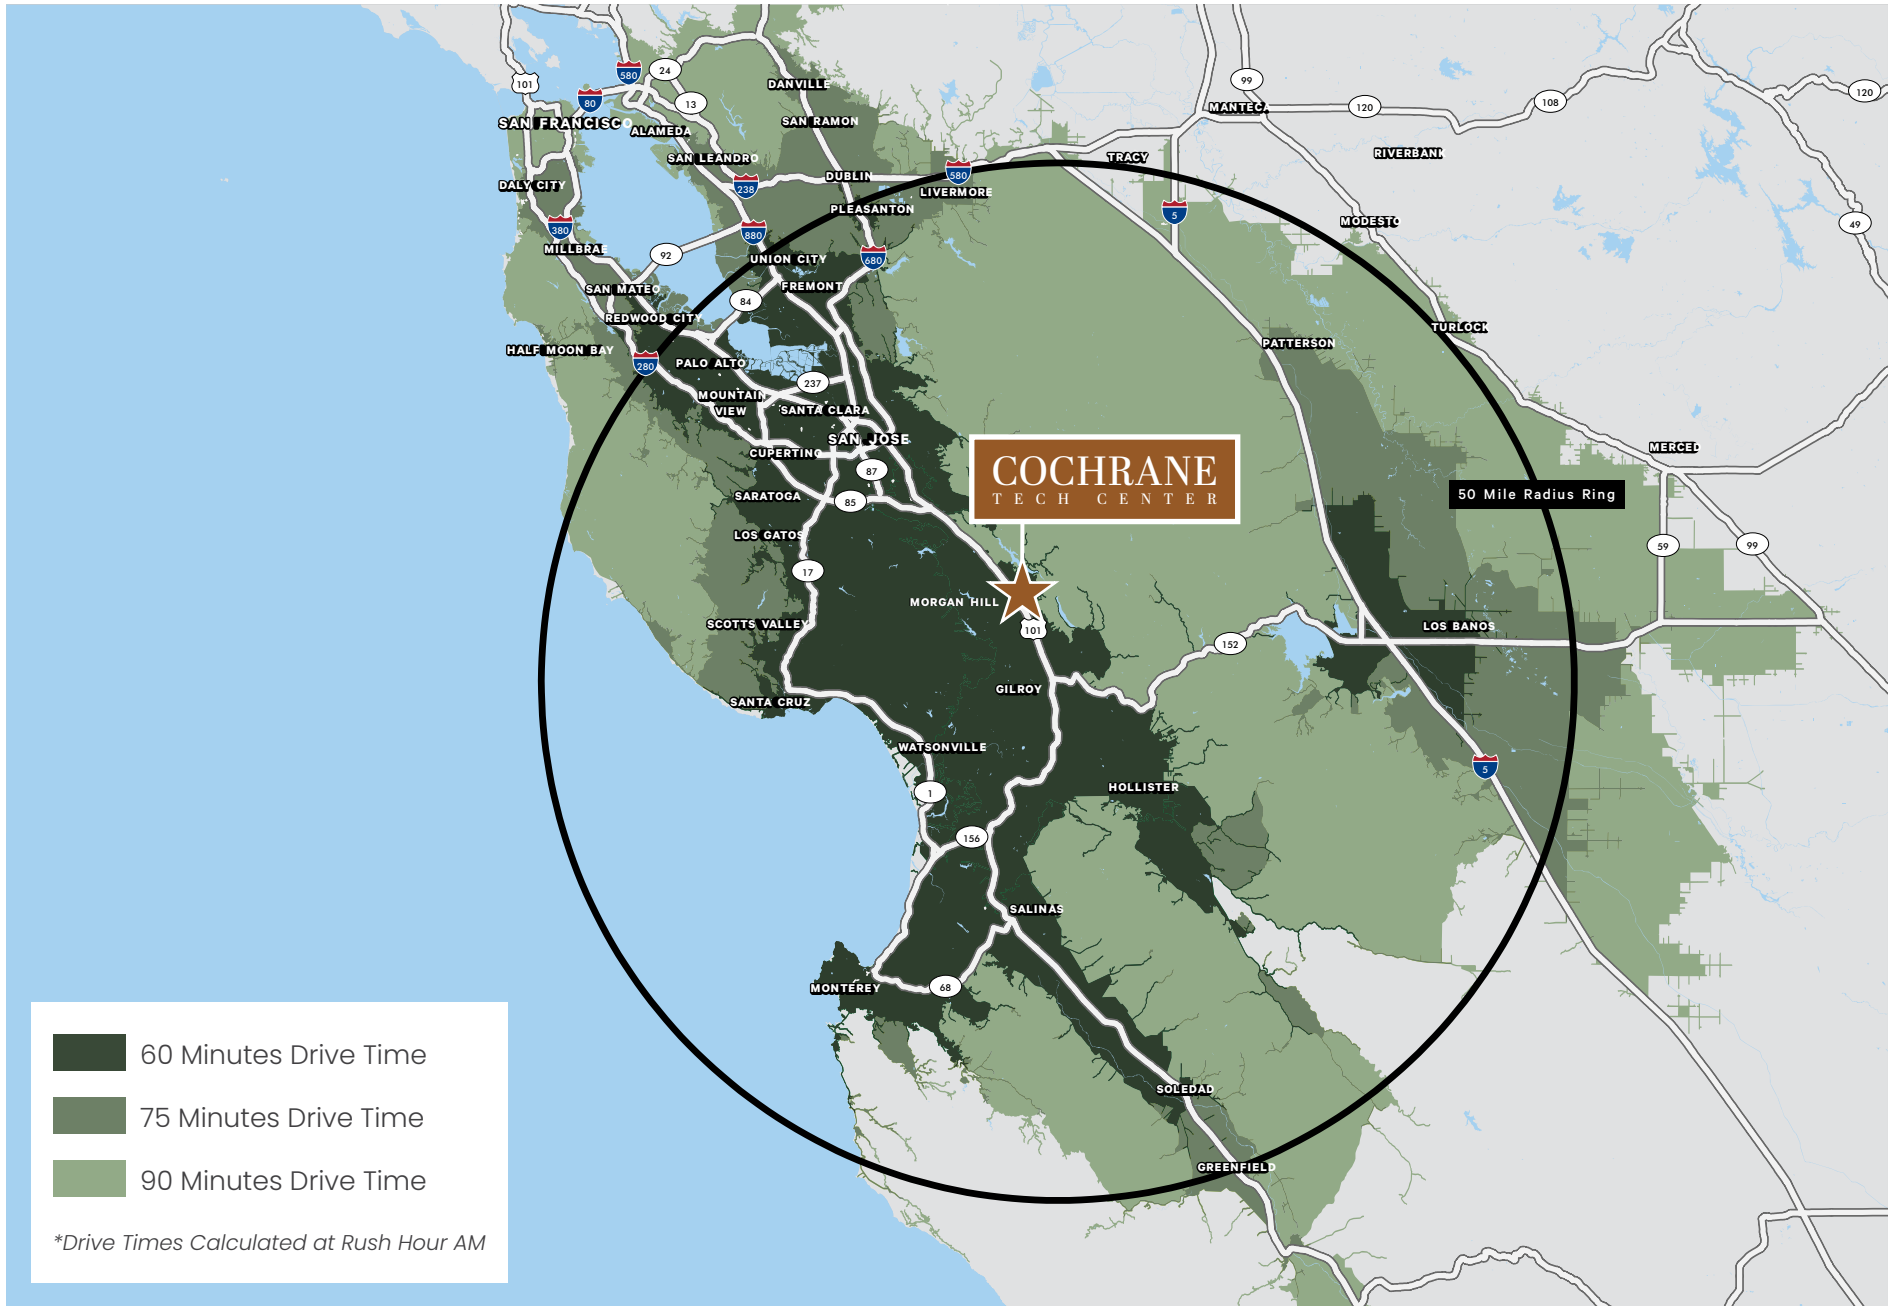 580
24
101
80
13
DANVILLE
99
MANTECA
120
108
120
SAN FRANCISCO
ALAMEDA
SAN RAMON
SAN LEANDRO
TRACY
RIVERBANK
DALY CITY
238
DUBLIN
580
LIVERMORE
380
PLEASANTON
5
MODESTO
49
880
MILLBRAE
92
UNION CITY
680
SAN MATEO
FREMONT
84
REDWOOD CITY
TURLOCK
HALF MOON BAY
280
PALO ALTO
PATTERSON
237
MOUNTAIN
VIEW
SANTA CLARA
SAN JOSE
CUPERTINO
87
MERCED
COCHRANE
TECH CENTER
SARATOGA
85
50 Mile Radius Ring
LOS GATOS
59
99
17
MORGAN HILL
101
SCOTTS VALLEY
152
LOS BANOS
GILROY
SANTA CRUZ
WATSONVILLE
5
1
HOLLISTER
156
SALINAS
MONTEREY
68
SOLEDAD
GREENFIELD
60 Minutes Drive Time
75 Minutes Drive Time
90 Minutes Drive Time
*Drive Times Calculated at Rush Hour AM